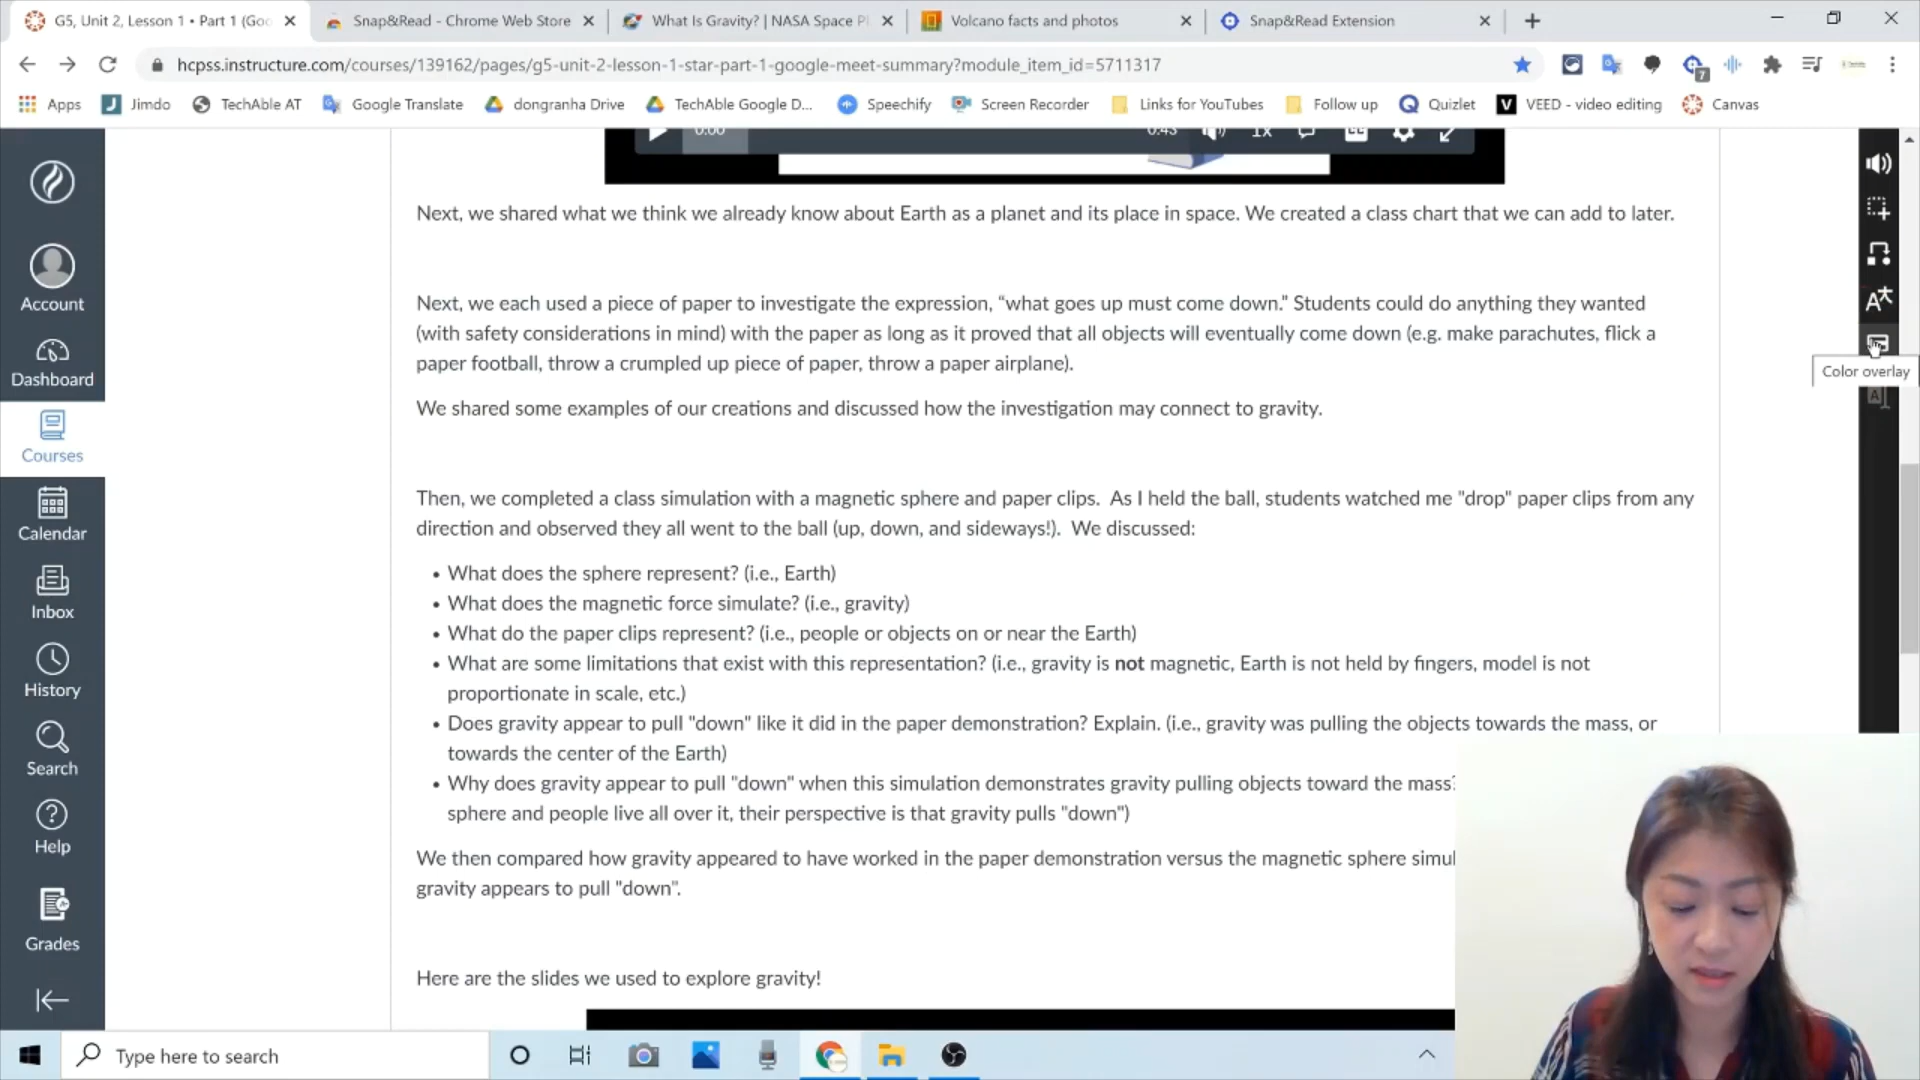 G5, Unit 2, Lesson 1 • Part 1 (Goo
Snap&Read - Chrome Web Store
What Is Gravity? | NASA Space Pl
Volcano facts and photos
Snap&Read Extension
hcpss.instructure.com/courses/139162/pages/g5-unit-2-lesson-1-star-part-1-google-meet-summary?module_item_id=5711317
7
Apps
Jimdo
TechAble AT
Google Translate
dongranha Drive
TechAble Google D...
Speechify
Screen Recorder
Links for YouTubes
Follow up
Quizlet
VEED - video editing
Canvas
0:00
0:43
1x
Next, we shared what we think we already know about Earth as a planet and its place in space. We created a class chart that we can add to later.
Next, we each used a piece of paper to investigate the expression, “what goes up must come down.” Students could do anything they wanted
(with safety considerations in mind) with the paper as long as it proved that all objects will eventually come down (e.g. make parachutes, flick a
paper football, throw a crumpled up piece of paper, throw a paper airplane).
We shared some examples of our creations and discussed how the investigation may connect to gravity.
Then, we completed a class simulation with a magnetic sphere and paper clips.  As I held the ball, students watched me "drop" paper clips from any
direction and observed they all went to the ball (up, down, and sideways!).  We discussed:
• What does the sphere represent? (i.e., Earth)
• What does the magnetic force simulate? (i.e., gravity)
• What do the paper clips represent? (i.e., people or objects on or near the Earth)
• What are some limitations that exist with this representation? (i.e., gravity is not magnetic, Earth is not held by fingers, model is not
proportionate in scale, etc.)
• Does gravity appear to pull "down" like it did in the paper demonstration? Explain. (i.e., gravity was pulling the objects towards the mass, or
towards the center of the Earth)
• Why does gravity appear to pull "down" when this simulation demonstrates gravity pulling objects toward the mass?
sphere and people live all over it, their perspective is that gravity pulls "down")
We then compared how gravity appeared to have worked in the paper demonstration versus the magnetic sphere simul
gravity appears to pull "down".
Here are the slides we used to explore gravity!
Account
Dashboard
Courses
Calendar
Inbox
History
Search
Help
Grades
Color overlay
Type here to search